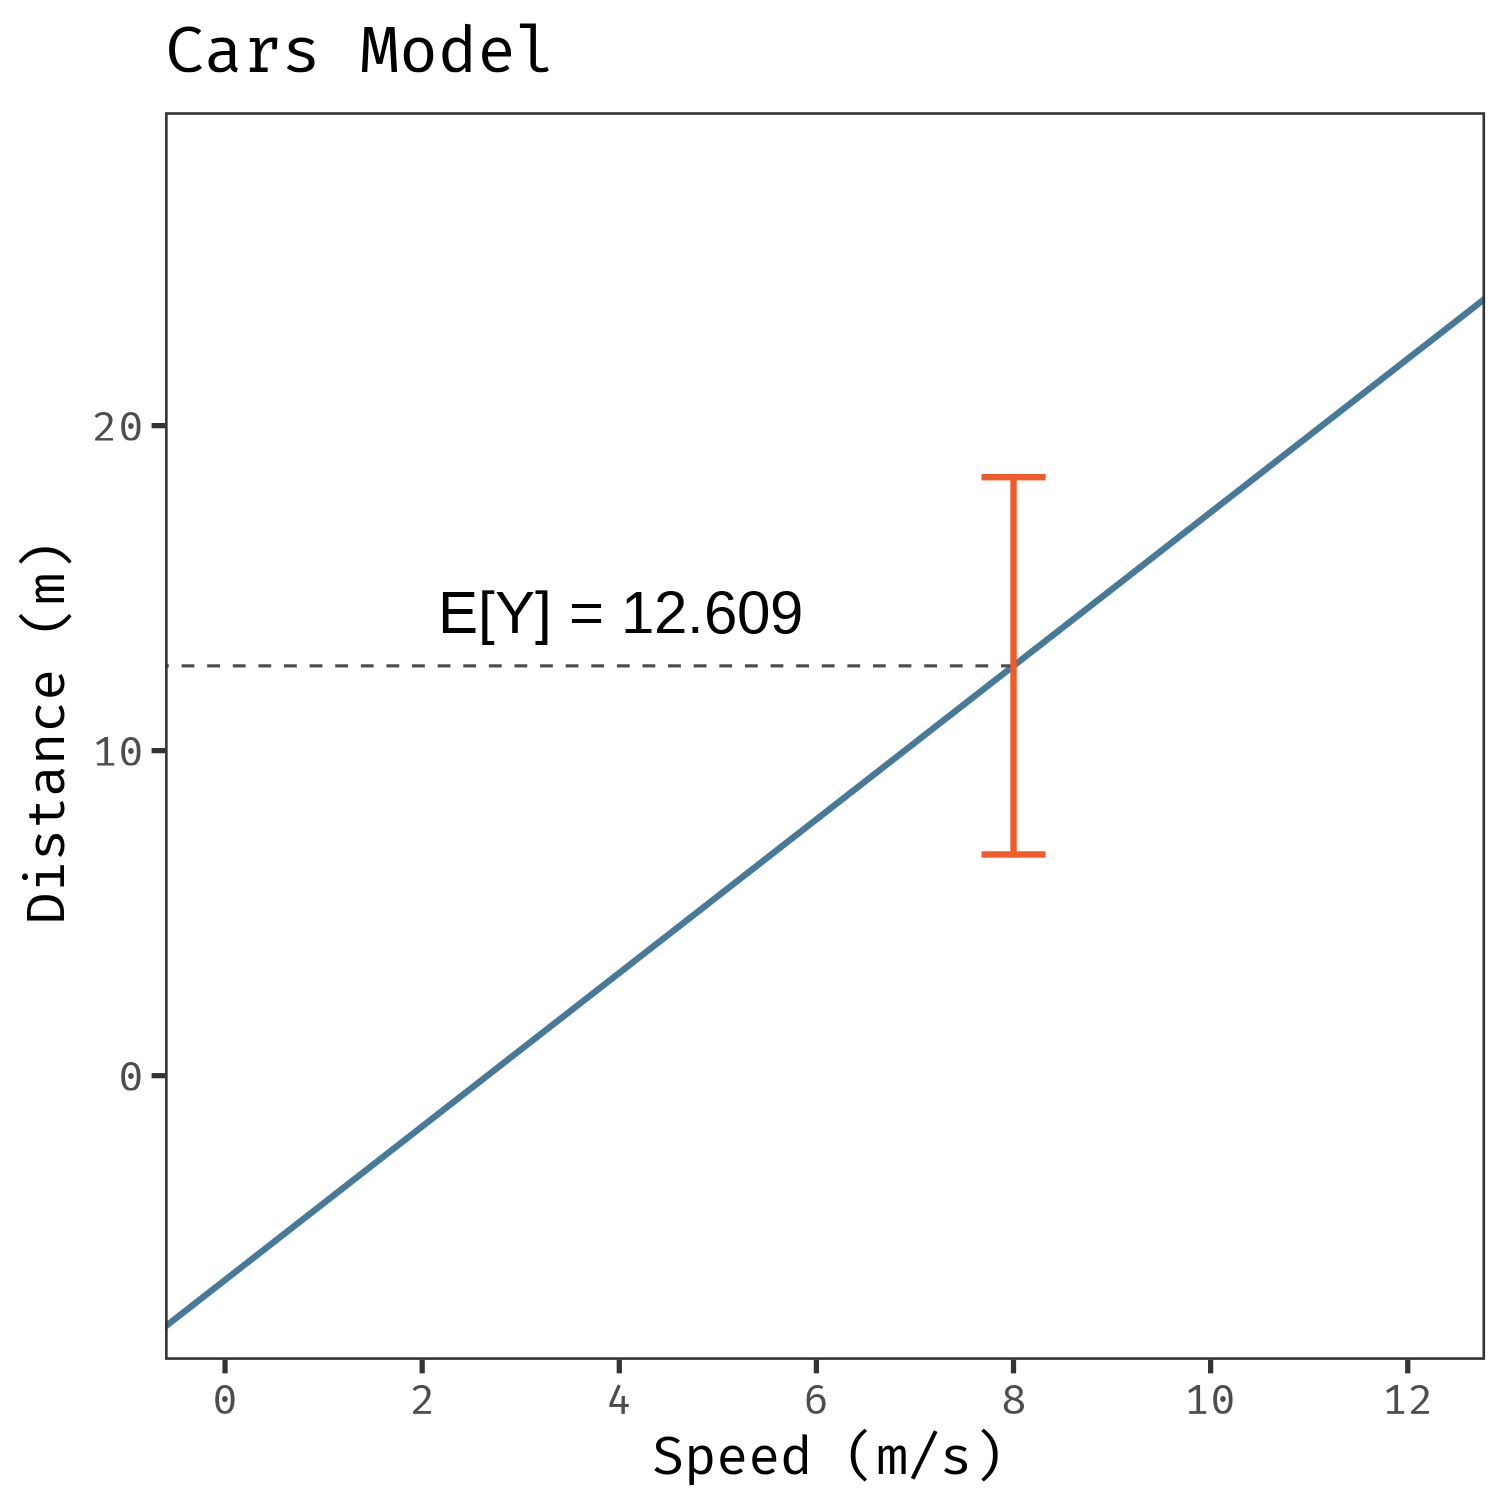 Cars Model
Distance (m)
20
10
0
E[Y] = 12.609
0 2 4 6 8 10 12
Speed (m/s)